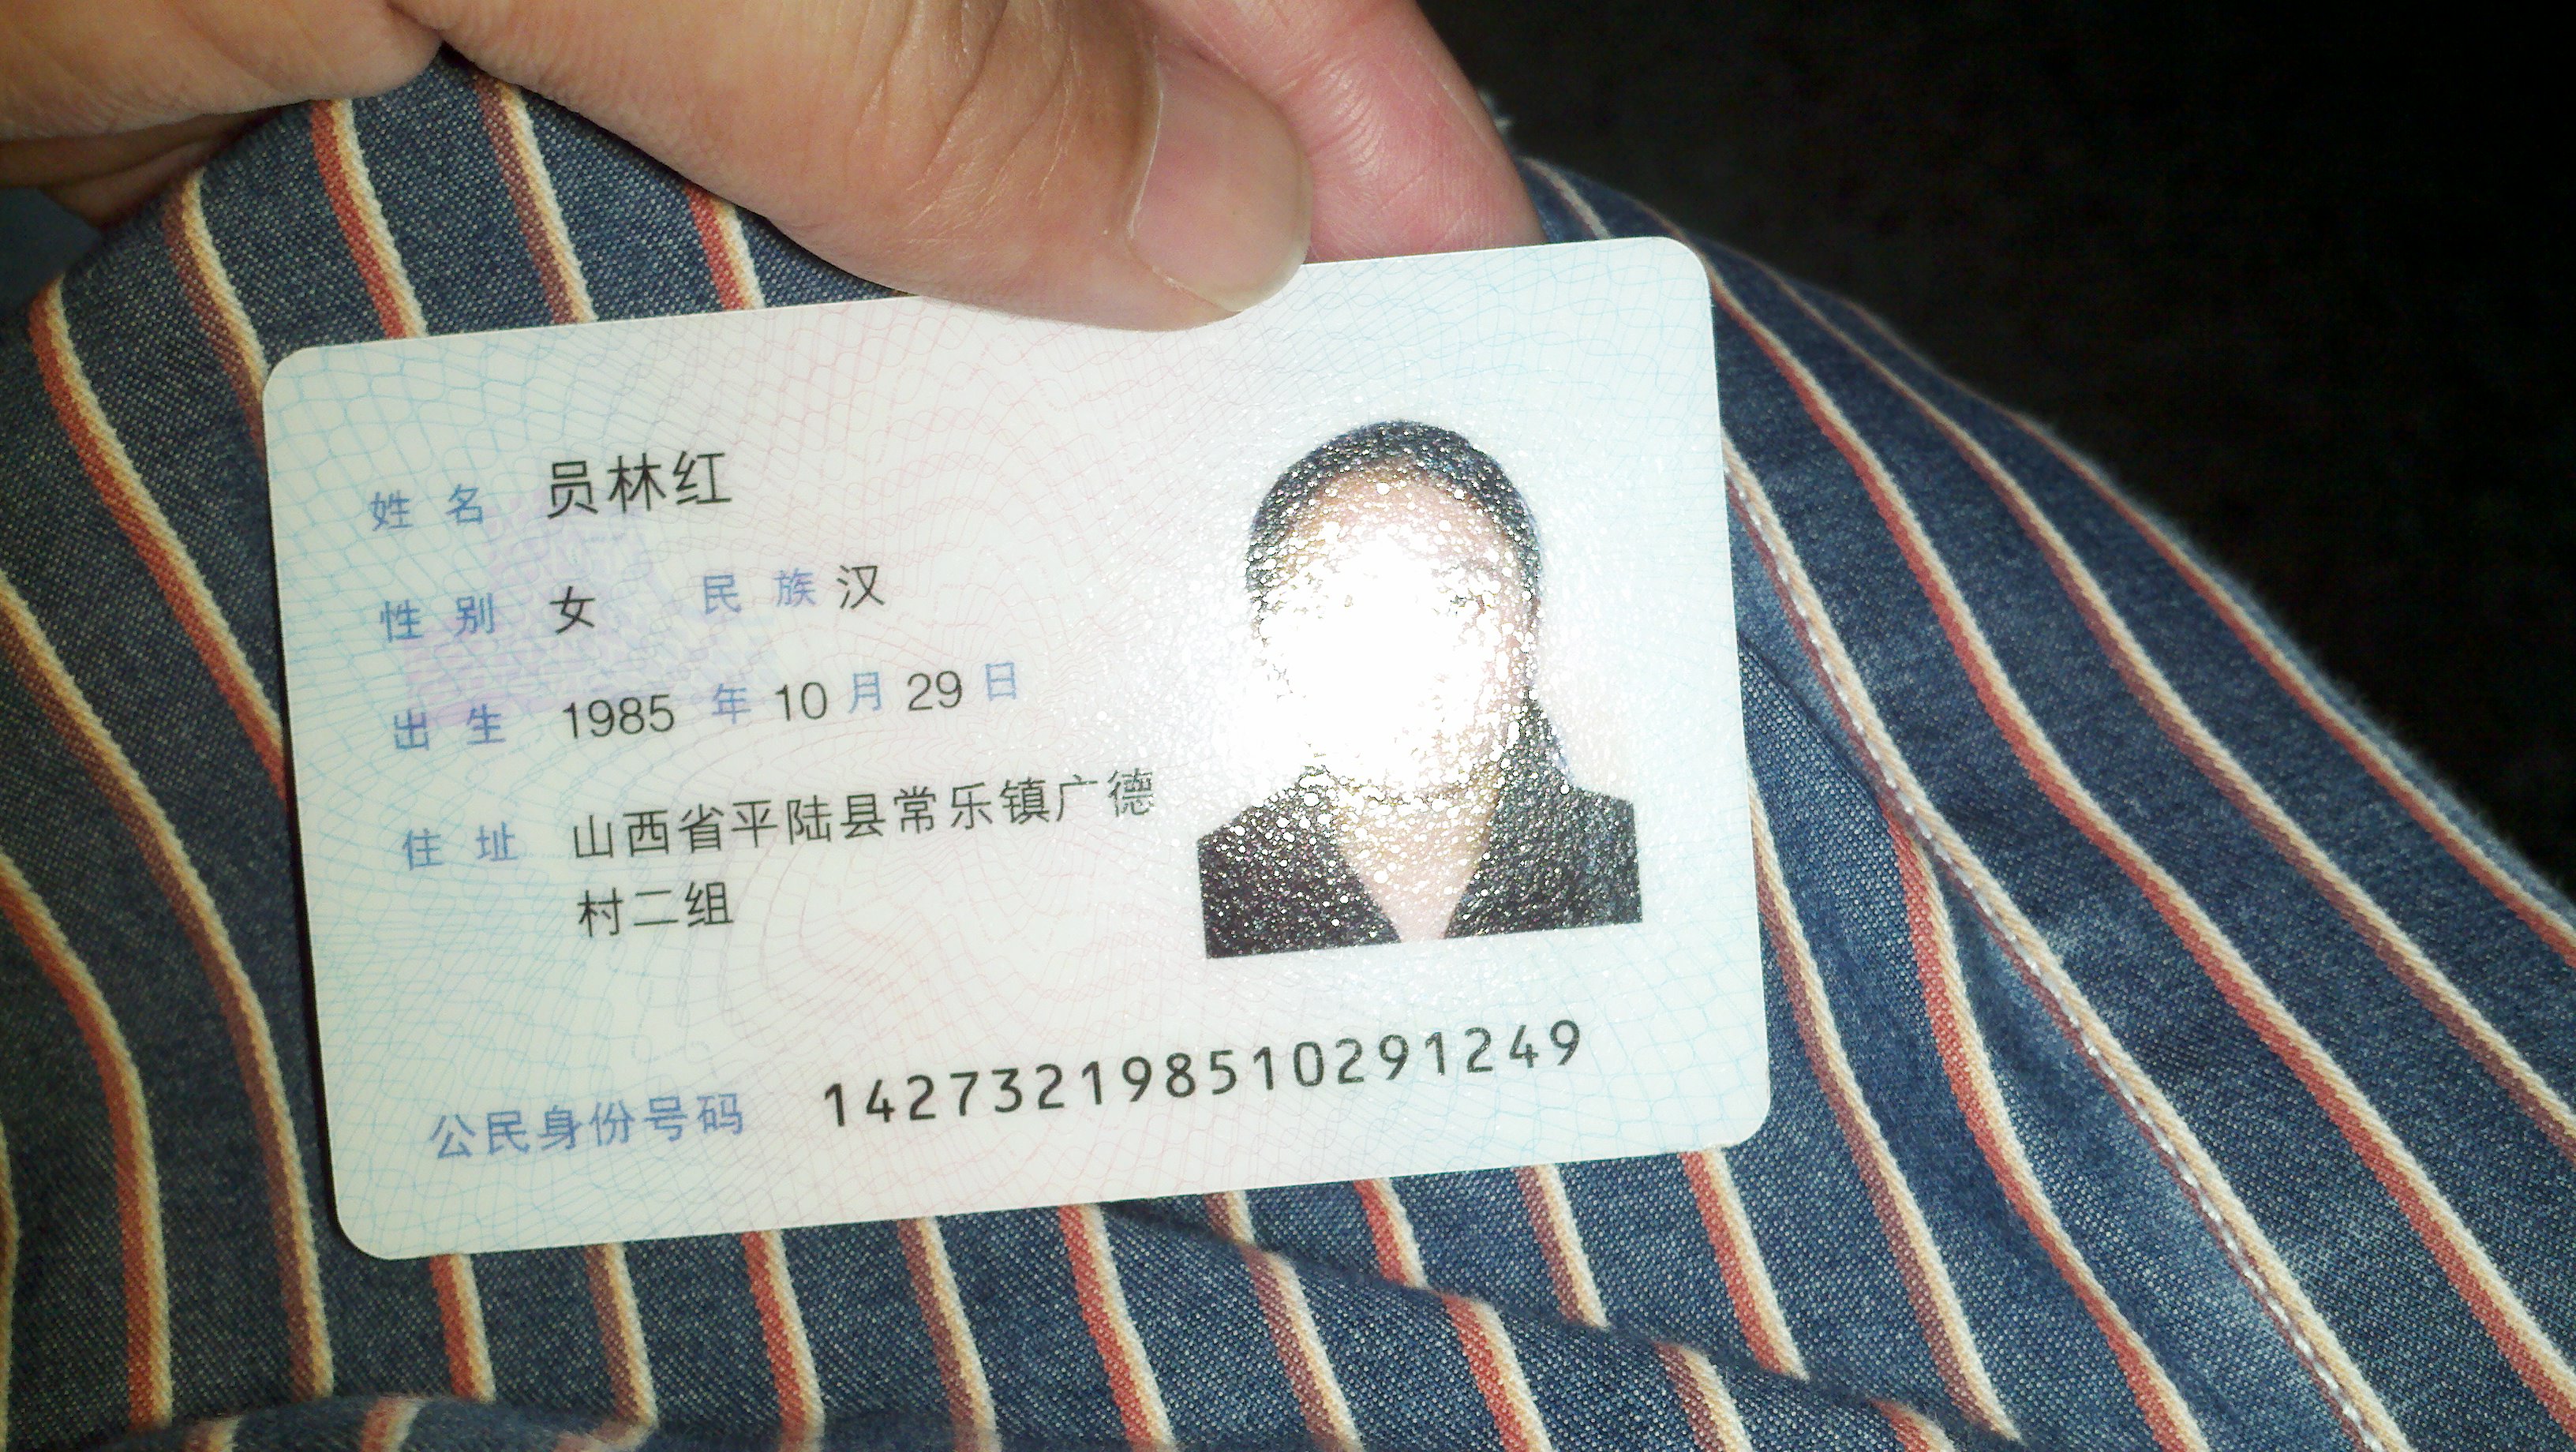 姓名 员林红
性别 女 民族 汉
出生 1985 年 10 月 29 日
住址 山西省平陆县常乐镇广德
村二组
公民身份号码 142732198510291249